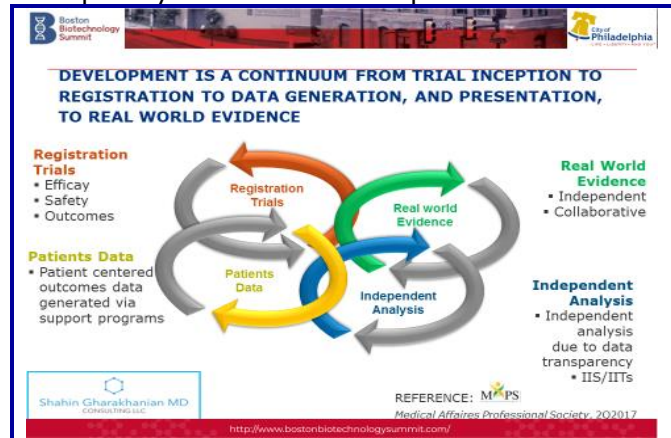 Boston
Biotechnology
Summit
City of
Philadelphia
LIFE • LIBERTY • AND YOU
DEVELOPMENT IS A CONTINUUM FROM TRIAL INCEPTION TO
REGISTRATION TO DATA GENERATION, AND PRESENTATION,
TO REAL WORLD EVIDENCE
Registration
Trials
▪ Efficay
▪ Safety
▪ Outcomes
Patients Data
▪ Patient centered
outcomes data
generated via
support programs
Registration
Trials
Real world
Evidence
Patients
Data
Independent
Analysis
Real World
Evidence
▪ Independent
▪ Collaborative
Independent
Analysis
▪ Independent
analysis
due to data
transparency
▪ IIS/IITs
Shahin Gharakhanian MD
CONSULTING LLC
REFERENCE: MAPS
Medical Affaires Professional Society, 2Q2017
http://www.bostonbiotechnologysummit.com/